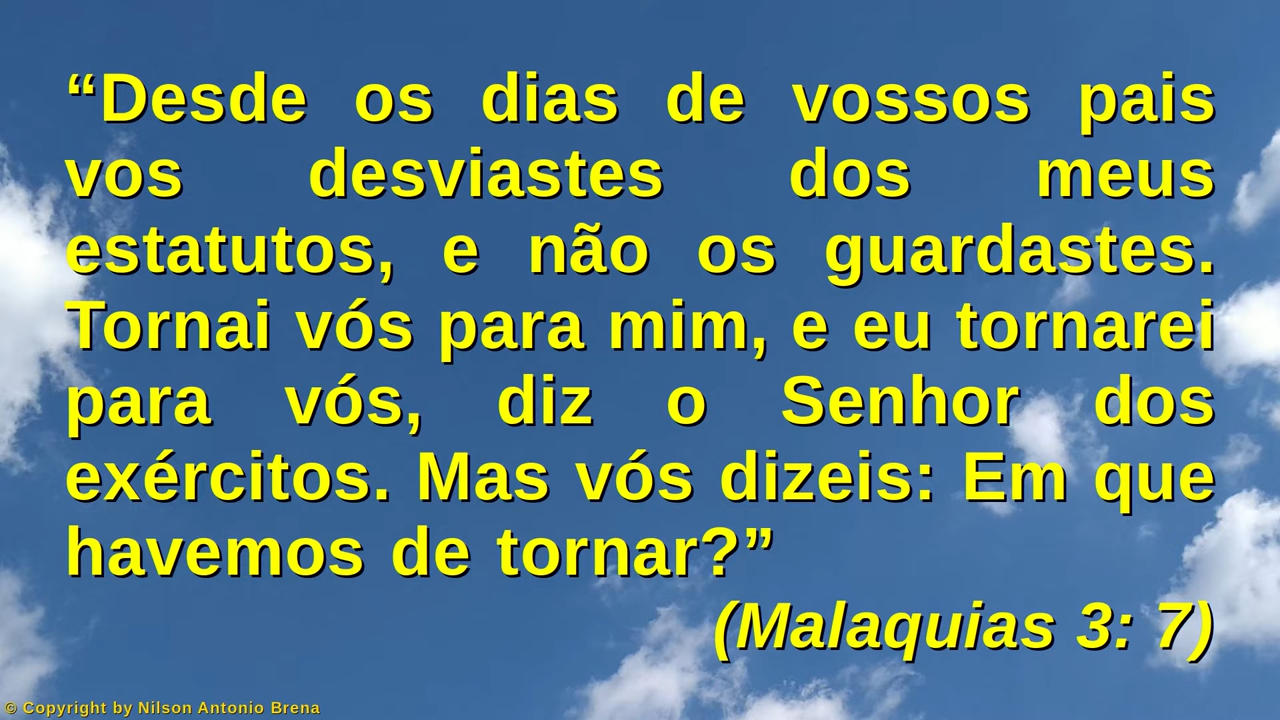 “Desde os dias de vossos pais
vos desviastes dos meus
estatutos, e não os guardastes.
Tornai vós para mim, e eu tornarei
para vós, diz o Senhor dos
exércitos. Mas vós dizeis: Em que
havemos de tornar?”
(Malaquias 3: 7)
© Copyright by Nilson Antonio Brena